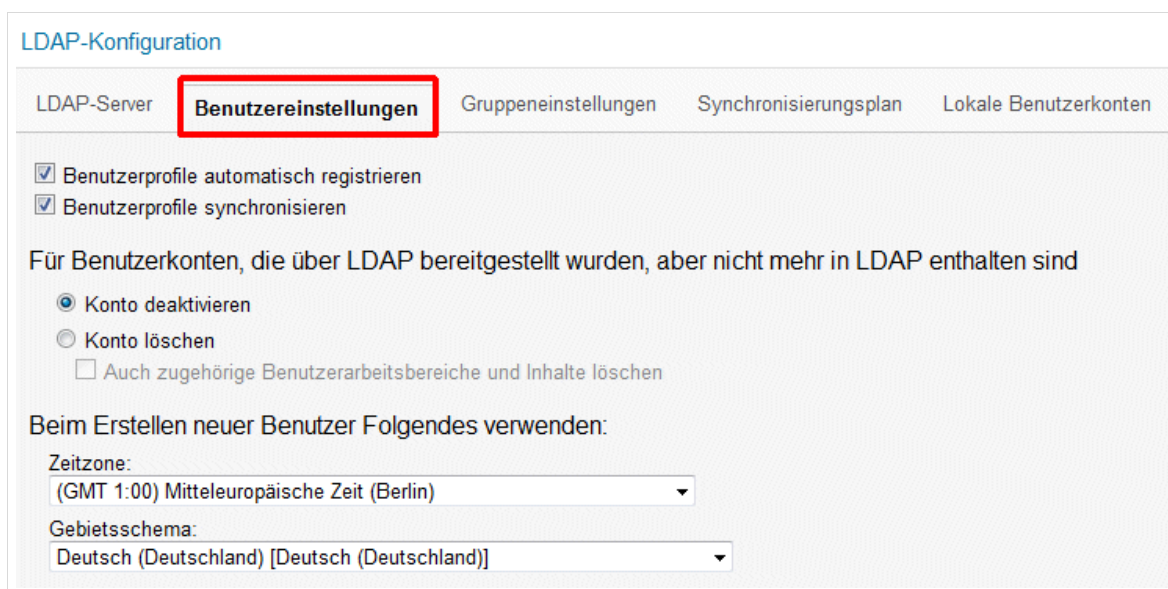 LDAP-Konfiguration
LDAP-Server Benutzereinstellungen Gruppeneinstellungen Synchronisierungsplan Lokale Benutzerkonten
Benutzerprofile automatisch registrieren
Benutzerprofile synchronisieren
Für Benutzerkonten, die über LDAP bereitgestellt wurden, aber nicht mehr in LDAP enthalten sind
Konto deaktivieren
Konto löschen
Auch zugehörige Benutzerarbeitsbereiche und Inhalte löschen
Beim Erstellen neuer Benutzer Folgendes verwenden:
Zeitzone:
(GMT 1:00) Mitteleuropäische Zeit (Berlin)
Gebietsschema:
Deutsch (Deutschland) [Deutsch (Deutschland)]